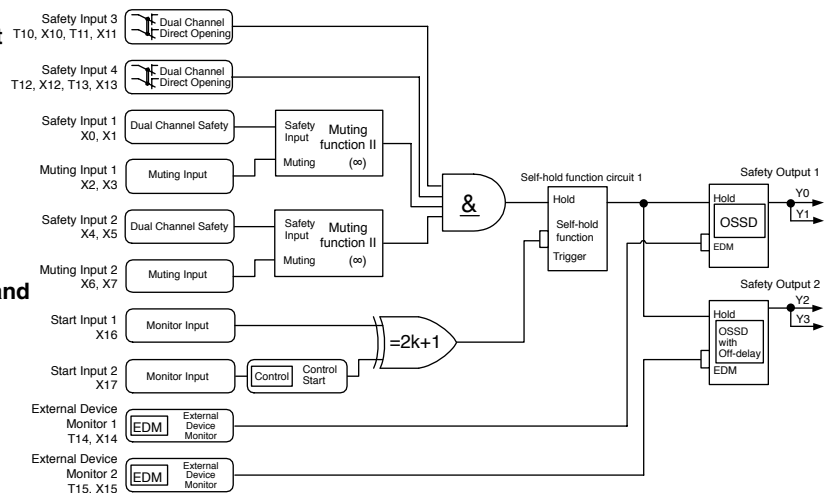 Safety Input 3
T10, X10, T11, X11
Dual Channel
Direct Opening
t
Safety Input 4
T12, X12, T13, X13
Dual Channel
Direct Opening
Safety Input 1
X0, X1
Dual Channel Safety
Safety
Input
Muting
Muting
function II
(∞)
Muting Input 1
X2, X3
Muting Input
Safety Input 2
X4, X5
Dual Channel Safety
Safety
Input
Muting
Muting
function II
(∞)
Muting Input 2
X6, X7
Muting Input
and
Start Input 1
X16
Monitor Input
Start Input 2
X17
Monitor Input
Control
Control
Start
=2k+1
&
External Device
Monitor 1
T14, X14
EDM
External
Device
Monitor
External Device
Monitor 2
T15, X15
EDM
External
Device
Monitor
Self-hold function circuit 1
Hold
Self-hold
function
Trigger
Safety Output 1
Hold
OSSD
EDM
Y0
Y1
Safety Output 2
Hold
OSSD
with
Off-delay
EDM
Y2
Y3